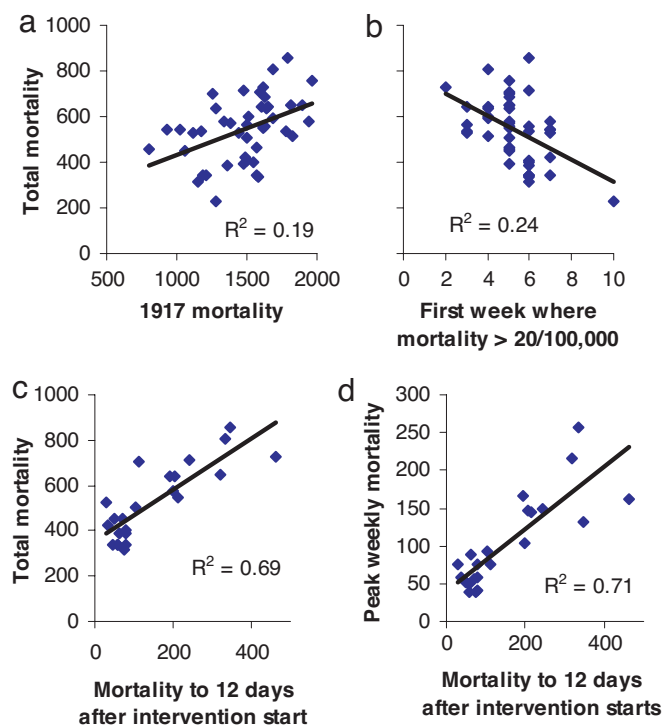 a
1000
800
600
400
200
0
Total mortality
R² = 0.19
500 1000 1500 2000
1917 mortality
b
R² = 0.24
0 2 4 6 8 10
First week where
mortality > 20/100,000
c
1000
800
600
400
200
0
Total mortality
R² = 0.69
0 200 400
Mortality to 12 days
after intervention start
d
300
250
200
150
100
50
0
Peak weekly mortality
R² = 0.71
0 200 400
Mortality to 12 days
after intervention starts